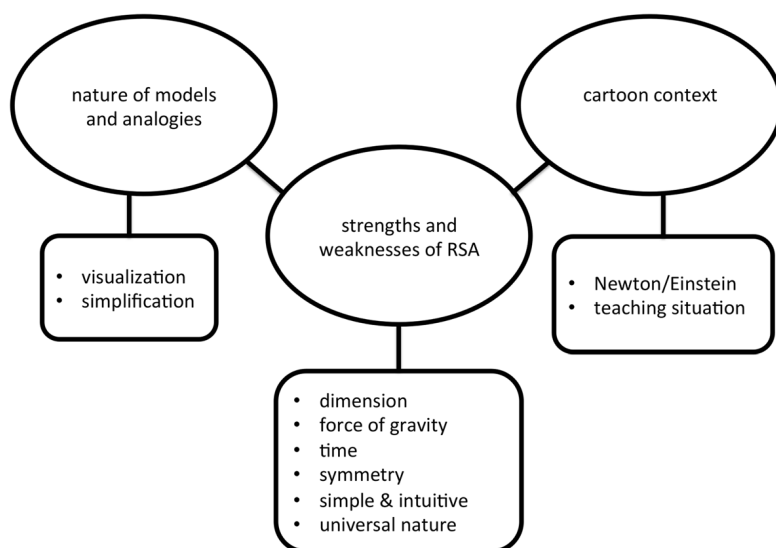 nature of models
and analogies
cartoon context
strengths and
weaknesses of RSA
• visualization
• simplification
• Newton/Einstein
• teaching situation
• dimension
• force of gravity
• time
• symmetry
• simple & intuitive
• universal nature